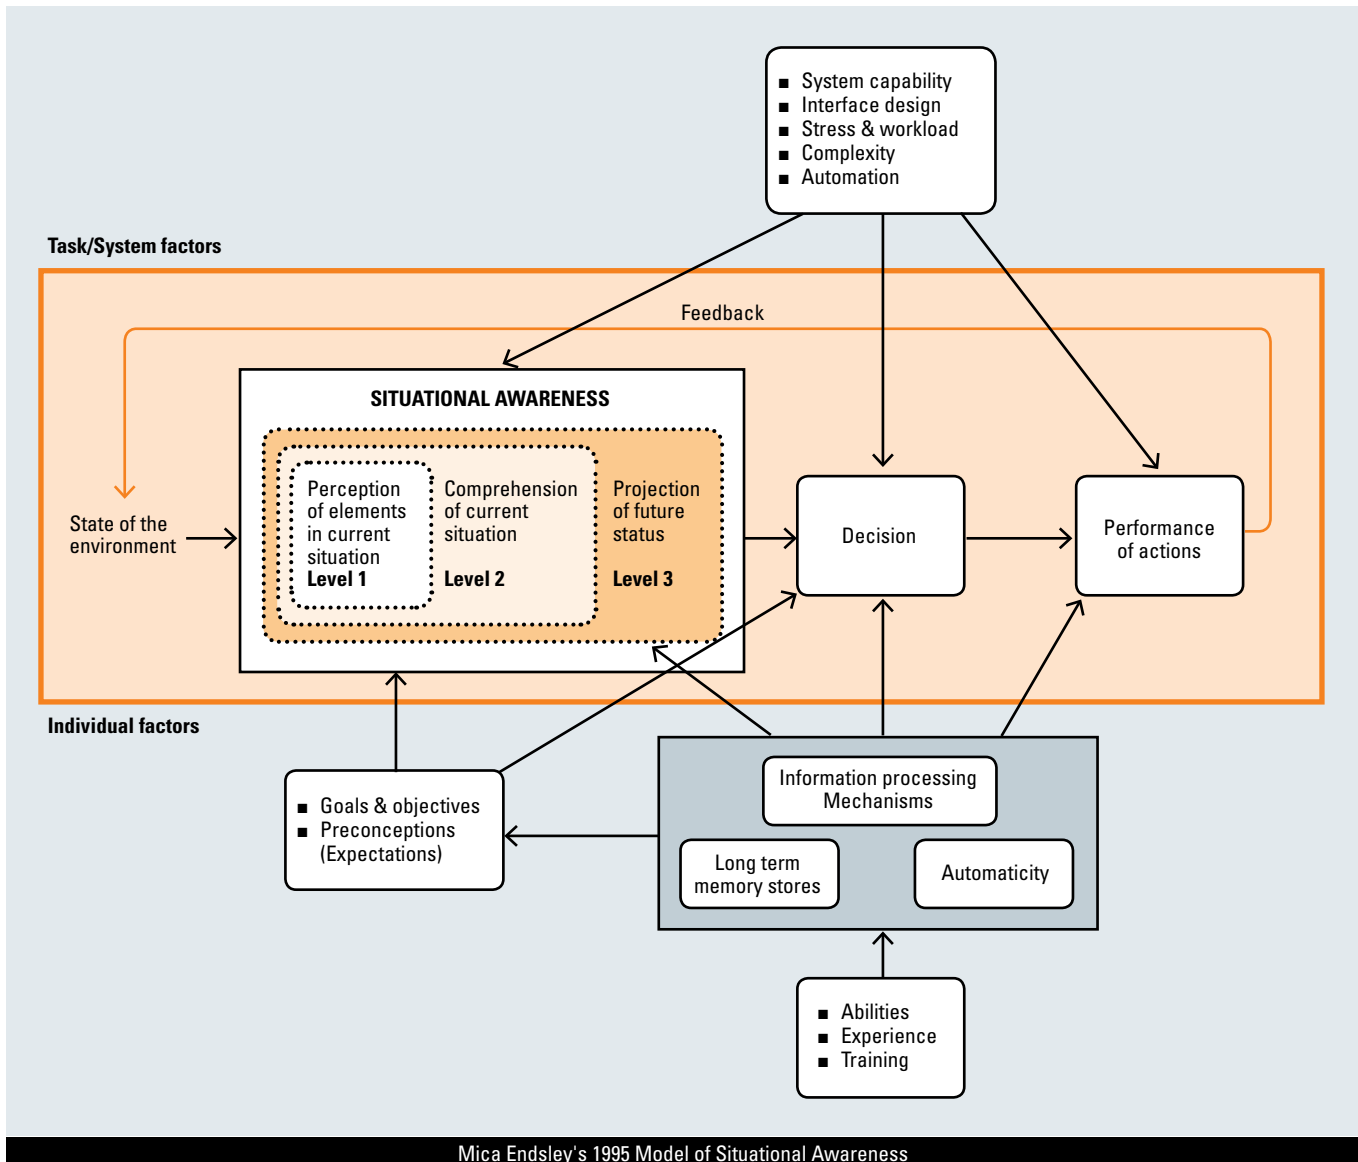 ■ System capability
■ Interface design
■ Stress & workload
■ Complexity
■ Automation
Task/System factors
Feedback
SITUATIONAL AWARENESS
Perception
of elements
in current
situation
Level 1
Comprehension
of current
situation
Level 2
Projection
of future
status
Level 3
State of the
environment
Decision
Performance
of actions
Individual factors
■ Goals & objectives
■ Preconceptions
(Expectations)
Information processing
Mechanisms
Long term
memory stores
Automaticity
■ Abilities
■ Experience
■ Training
Mica Endsley's 1995 Model of Situational Awareness